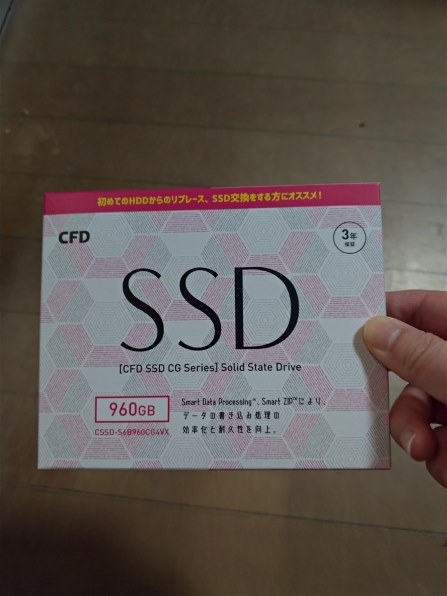 初めてのHDDからのリプレース、SSD交換をする方にオススメ!
CFD
3年
保証
SSD
[CFD SSD CG Series] Solid State Drive
960GB
CSSD-S6B960CG4VX
Smart Data Processing*、Smart ZIP™により、
データの書き込み処理の
効率化と耐久性を向上。